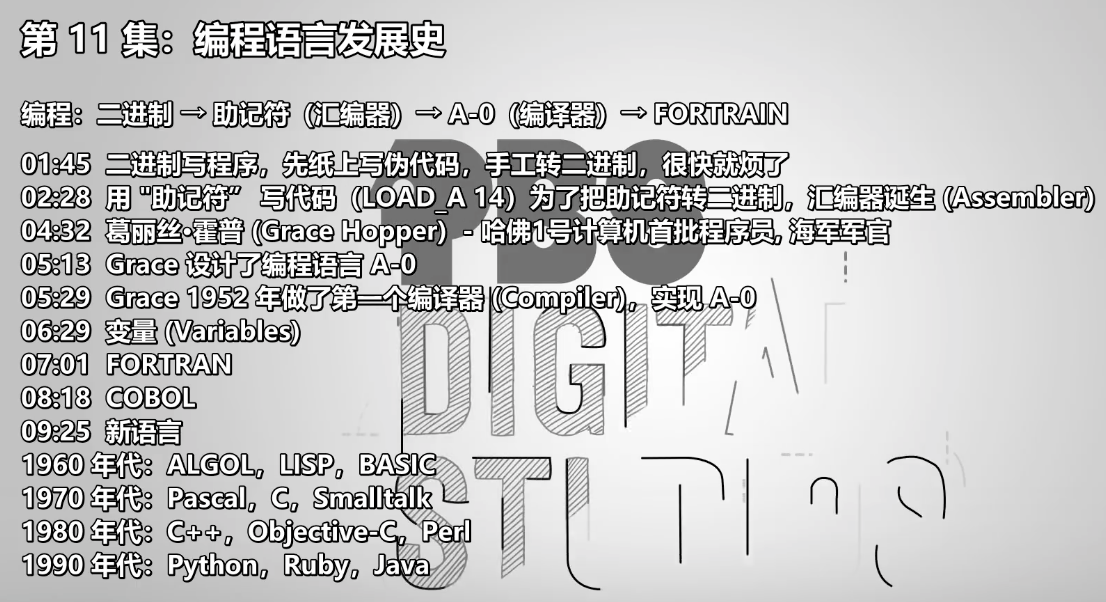 第 11 集：编程语言发展史
编程：二进制 → 助记符（汇编器）→ A-0（编译器）→ FORTRAIN
01:45 二进制写程序，先纸上写伪代码，手工转二进制，很快就烦了
02:28 用 "助记符” 写代码（LOAD_A 14）为了把助记符转二进制，汇编器诞生 (Assembler)
04:32 葛丽丝·霍普 (Grace Hopper）- 哈佛1号计算机首批程序员, 海军军官
05:13 Grace 设计了编程语言 A-0
05:29 Grace 1952 年做了第一个编译器 (Compiler)，实现 A-0
06:29 变量 (Variables)
07:01 FORTRAN
08:18 COBOL
09:25 新语言
1960 年代：ALGOL，LISP，BASIC
1970 年代：Pascal，C，Smalltalk
1980 年代：C++，Objective-C，Perl
1990 年代：Python，Ruby，Java
PBS
DIGITAL